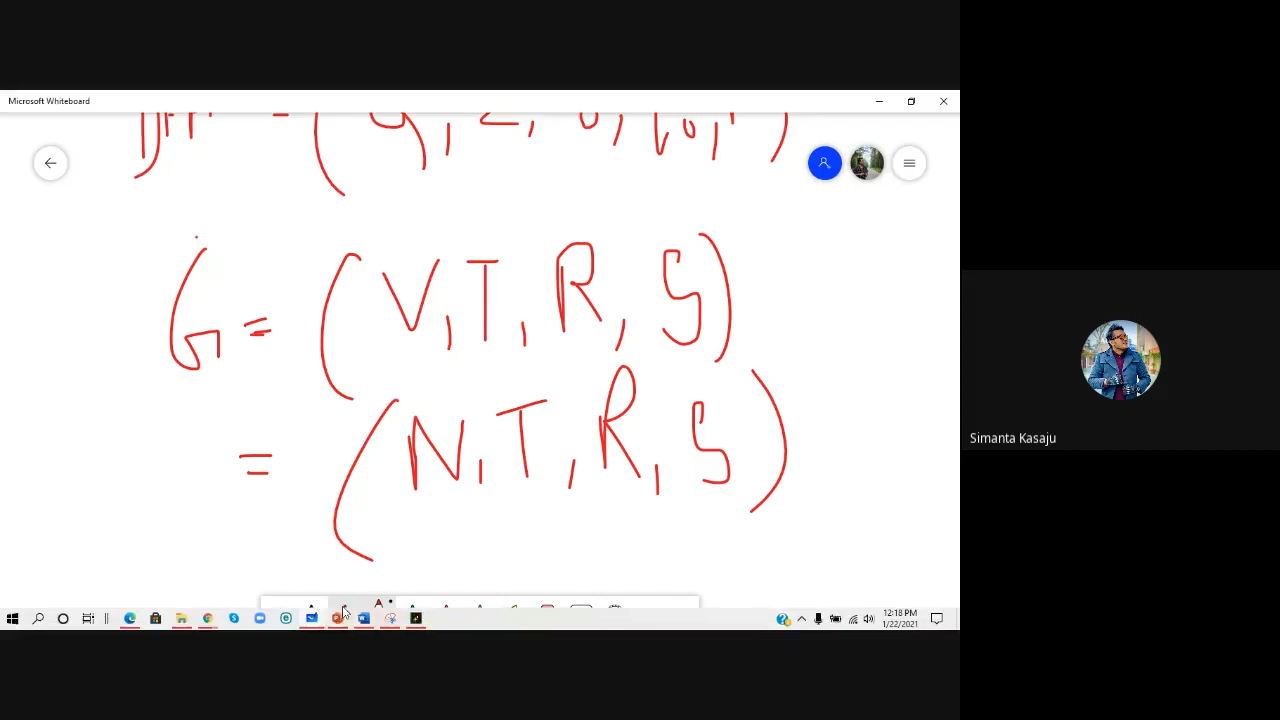 Microsoft Whiteboard
G = (V, T, R, S)
= (N, T, R, S)
Simanta Kasaju
12:18 PM
1/22/2021